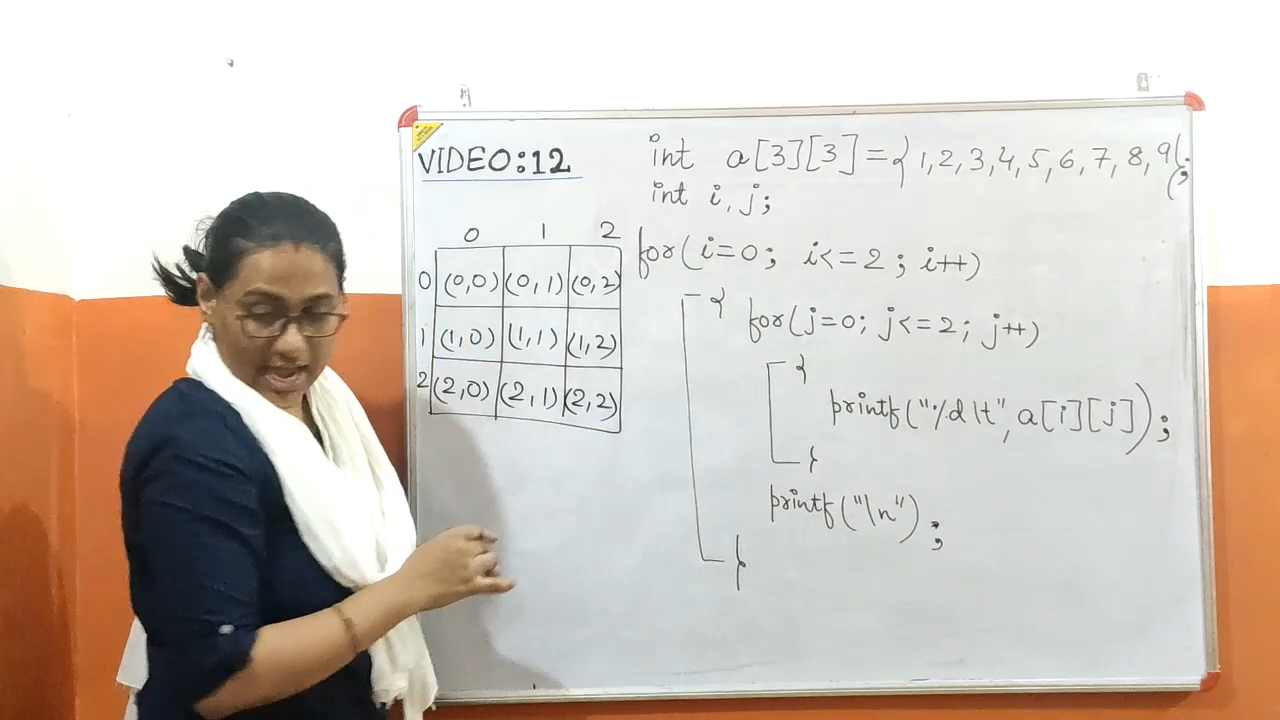 VIDEO:12
int a[3][3]={1,2,3,4,5,6,7,8,9};
int i,j;
0 1 2
0 (0,0) (0,1) (0,2)
1 (1,0) (1,1) (1,2)
2 (2,0) (2,1) (2,2)
for(i=0; i<=2; i++)
{
for(j=0; j<=2; j++)
{
printf("%d\t",a[i][j]);
}
printf("\n");
}